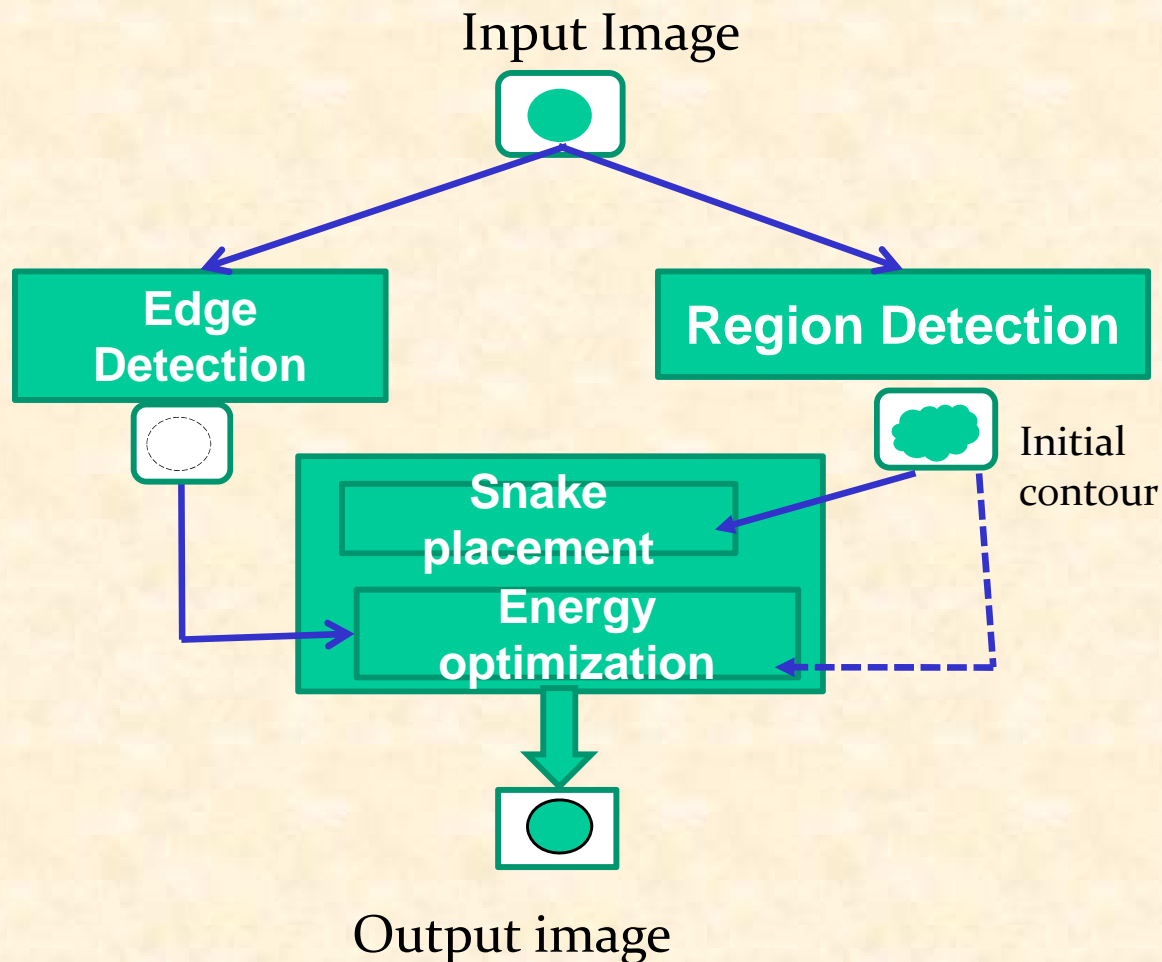 Input Image
Edge
Detection
Region Detection
Initial
contour
Snake
placement
Energy
optimization
Output image